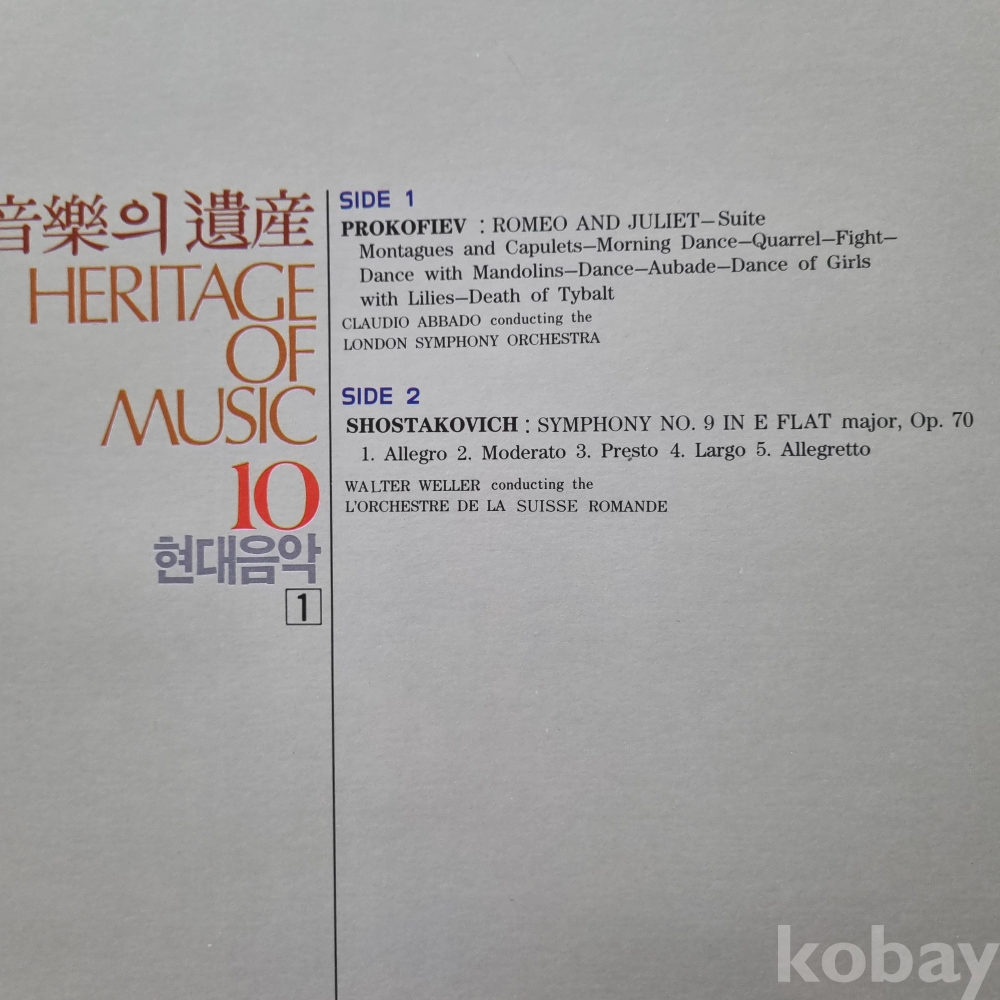 音樂의 遺産
HERITAGE
OF
MUSIC
10
현대음악
1
SIDE 1
PROKOFIEV : ROMEO AND JULIET—Suite
Montagues and Capulets—Morning Dance—Quarrel—Fight—
Dance with Mandolins—Dance—Aubade—Dance of Girls
with Lilies—Death of Tybalt
CLAUDIO ABBADO conducting the
LONDON SYMPHONY ORCHESTRA
SIDE 2
SHOSTAKOVICH : SYMPHONY NO. 9 IN E FLAT major, Op. 70
1. Allegro 2. Moderato 3. Presto 4. Largo 5. Allegretto
WALTER WELLER conducting the
L'ORCHESTRE DE LA SUISSE ROMANDE
kobay